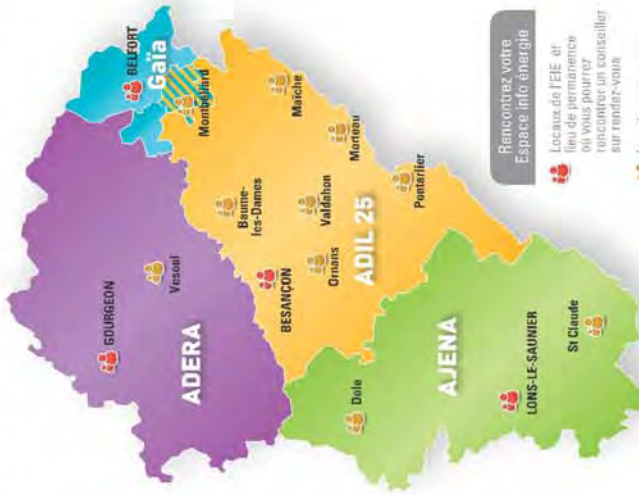 BELFORT
Gaïa
Montbéliard
GOURGEON
Vesoul
ADERA
Baume-
les-Dames
Maîche
BESANÇON
Valdahon
Morteau
Ornans
ADIL 25
Pontarlier
Dole
AJENA
LONS-LE-SAUNIER
St Claude
Rencontrez votre
Espace info énergie
Locaux de l'EIE et
lieu de permanence
où vous pourrez
rencontrer un conseiller
sur rendez-vous